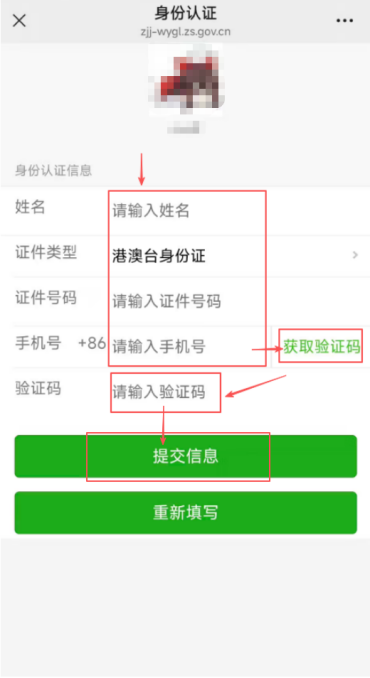 身份认证
zjj-wygl.zs.gov.cn
身份认证信息
姓名 请输入姓名
证件类型 港澳台身份证
证件号码 请输入证件号码
手机号 +86 请输入手机号 获取验证码
验证码 请输入验证码
提交信息
重新填写